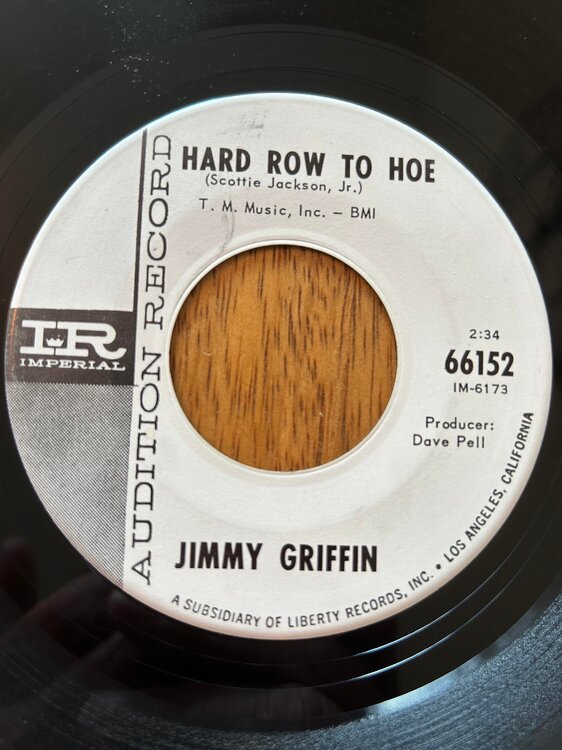 HARD ROW TO HOE
(Scottie Jackson, Jr.)
T. M. Music, Inc. – BMI
AUDITION RECORD
IR
IMPERIAL
2:34
66152
IM-6173
Producer:
Dave Pell
JIMMY GRIFFIN
A SUBSIDIARY OF LIBERTY RECORDS, INC. • LOS ANGELES, CALIFORNIA